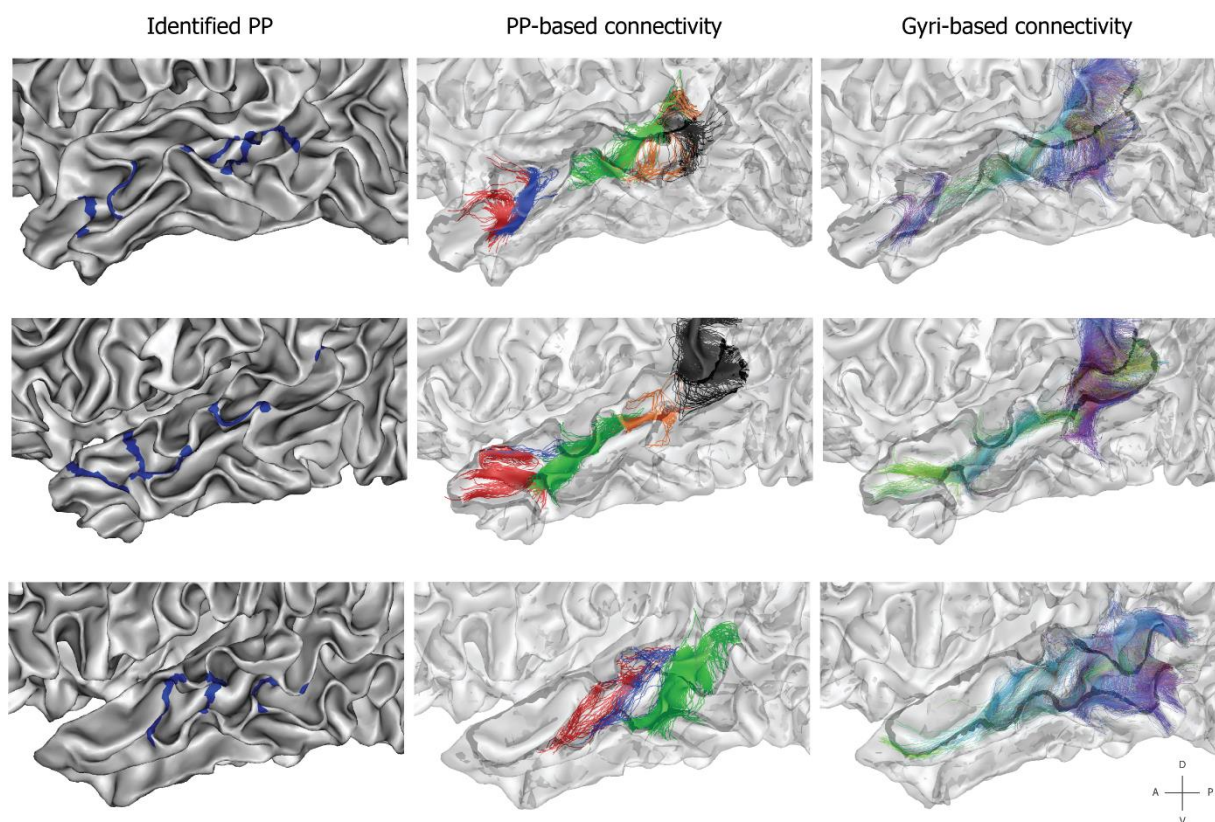 Identified PP
PP-based connectivity
Gyri-based connectivity
D
A
P
V